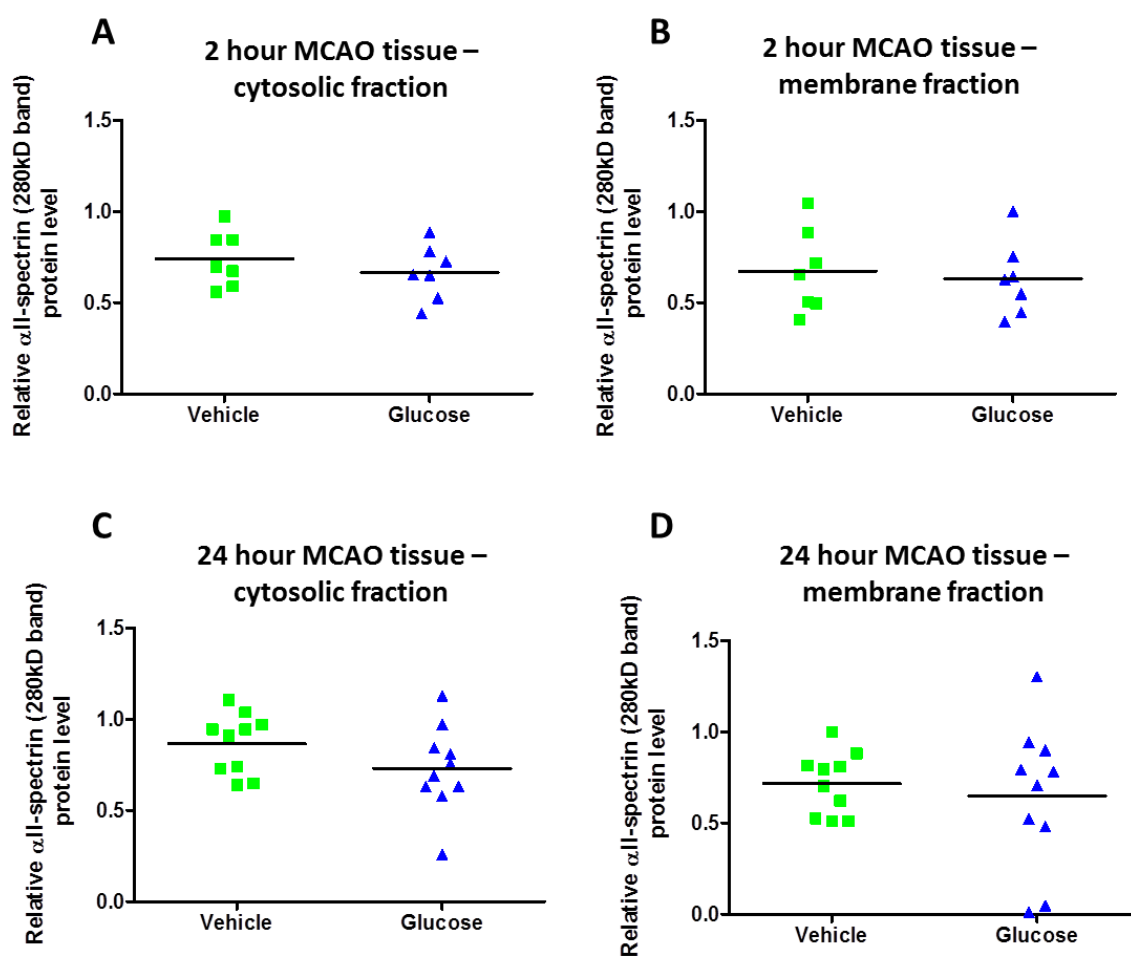 A
2 hour MCAO tissue –
cytosolic fraction
Relative αII-spectrin (280kD band)
protein level
1.5
1.0
0.5
0.0
Vehicle
Glucose
B
2 hour MCAO tissue –
membrane fraction
Relative αII-spectrin (280kD band)
protein level
1.5
1.0
0.5
0.0
Vehicle
Glucose
C
24 hour MCAO tissue –
cytosolic fraction
Relative αII-spectrin (280kD band)
protein level
1.5
1.0
0.5
0.0
Vehicle
Glucose
D
24 hour MCAO tissue –
membrane fraction
Relative αII-spectrin (280kD band)
protein level
1.5
1.0
0.5
0.0
Vehicle
Glucose